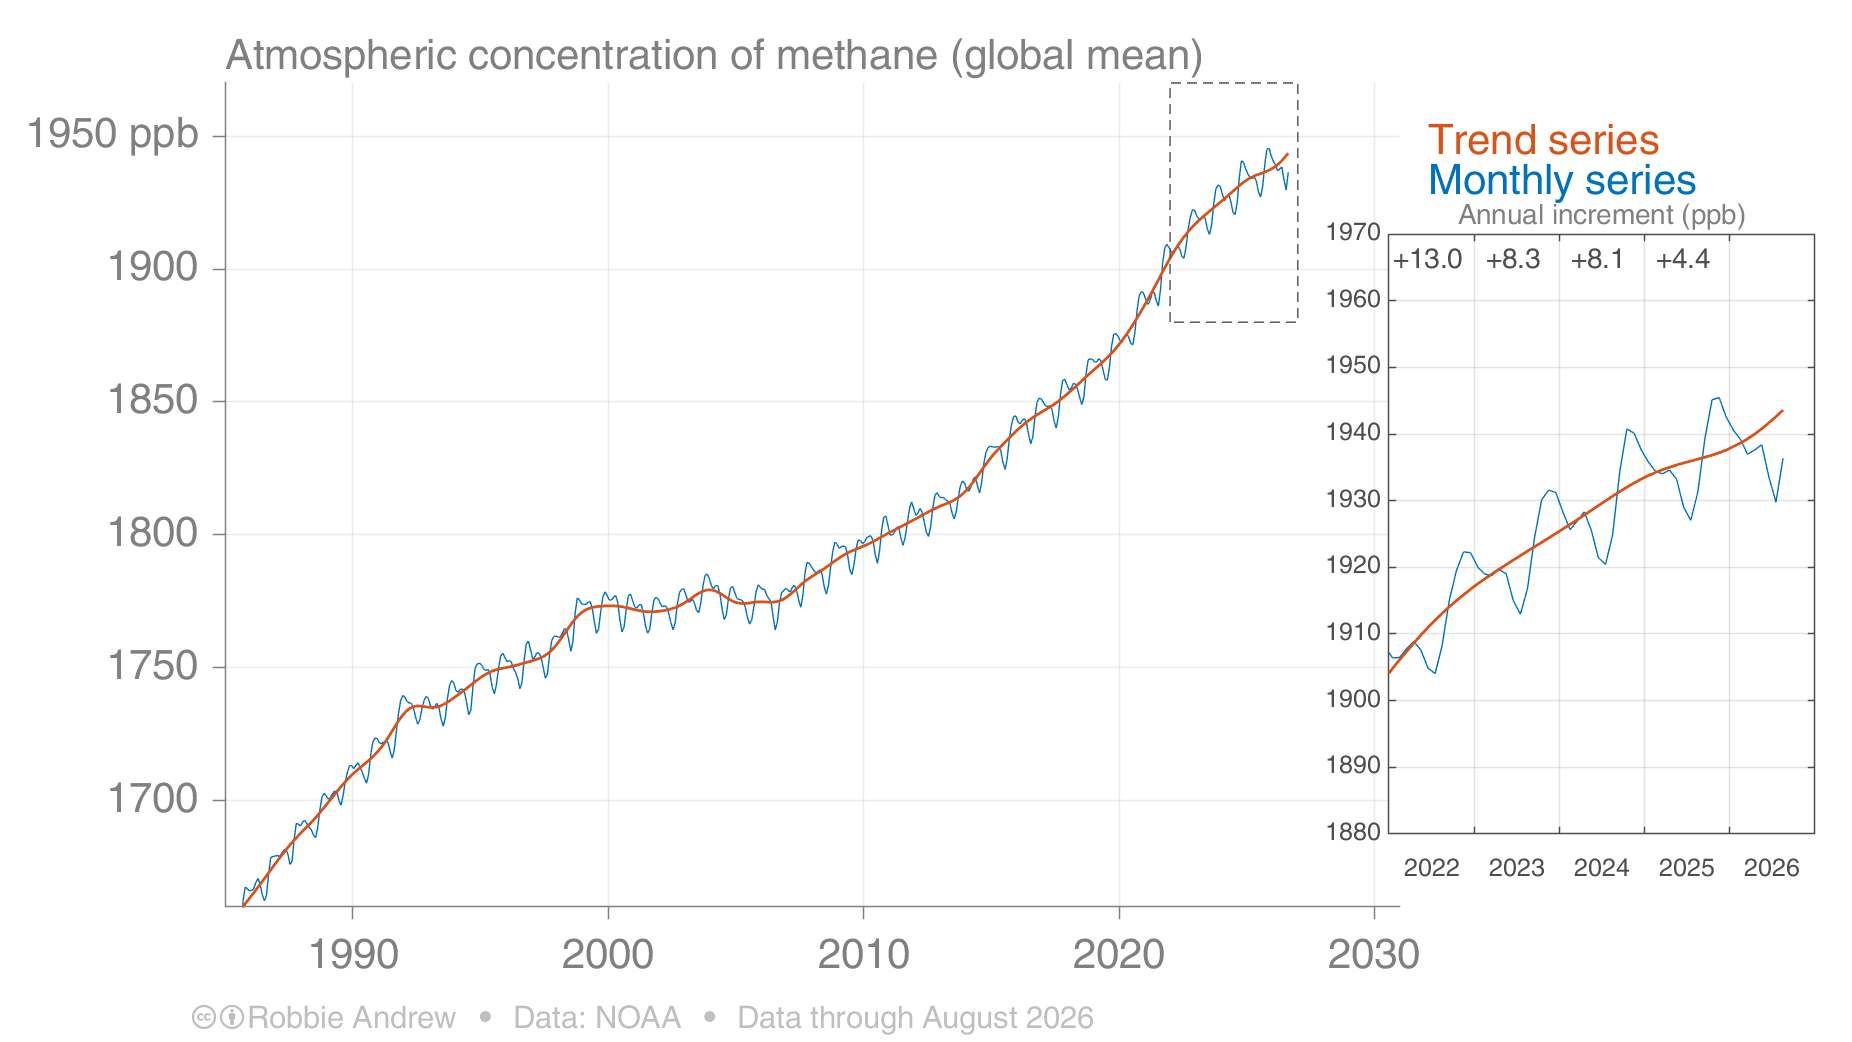 Atmospheric concentration of methane (global mean)
1950 ppb
1900
1850
1800
1750
1700
1990 2000 2010 2020 2030
Trend series
Monthly series
Annual increment (ppb)
+13.0 +8.3 +8.1 +4.4
1970
1960
1950
1940
1930
1920
1910
1900
1890
1880
2022 2023 2024 2025 2026
cc Robbie Andrew • Data: NOAA • Data through August 2026